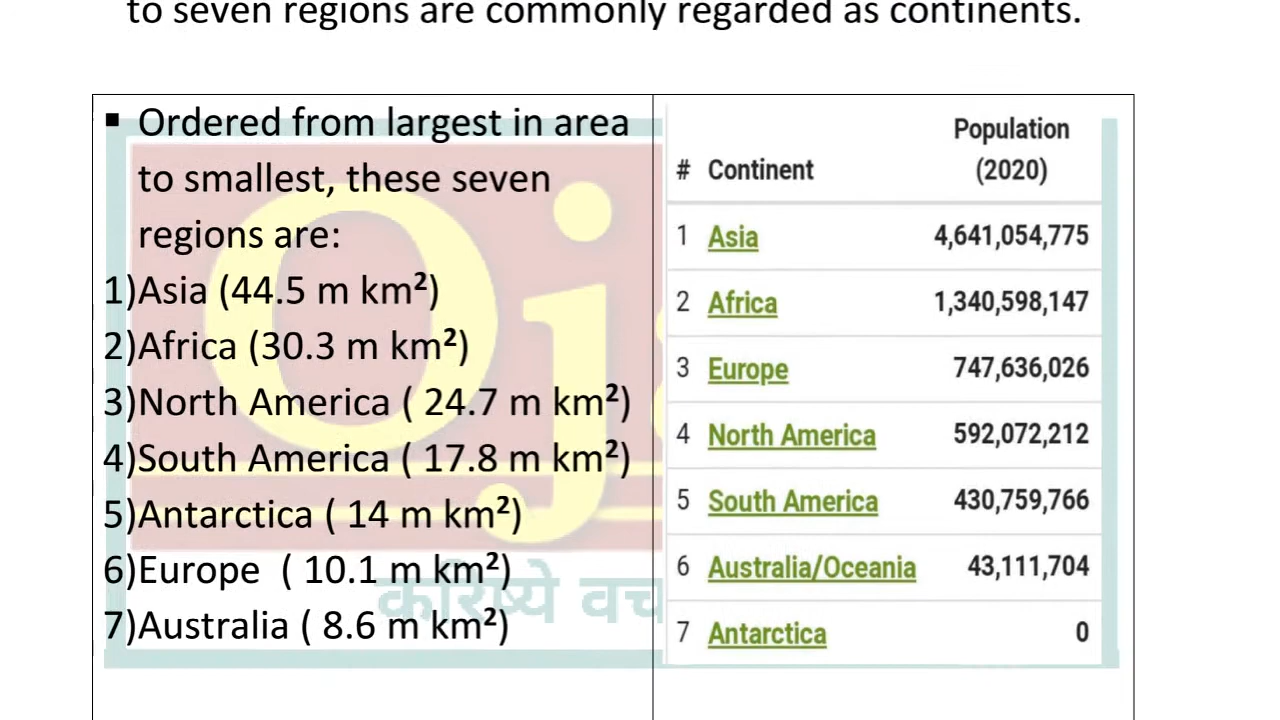 to seven regions are commonly regarded as continents.
▪ Ordered from largest in area
to smallest, these seven
regions are:
1)Asia (44.5 m km²)
2)Africa (30.3 m km²)
3)North America ( 24.7 m km²)
4)South America ( 17.8 m km²)
5)Antarctica ( 14 m km²)
6)Europe ( 10.1 m km²)
7)Australia ( 8.6 m km²)
# Continent Population (2020)
1 Asia 4,641,054,775
2 Africa 1,340,598,147
3 Europe 747,636,026
4 North America 592,072,212
5 South America 430,759,766
6 Australia/Oceania 43,111,704
7 Antarctica 0